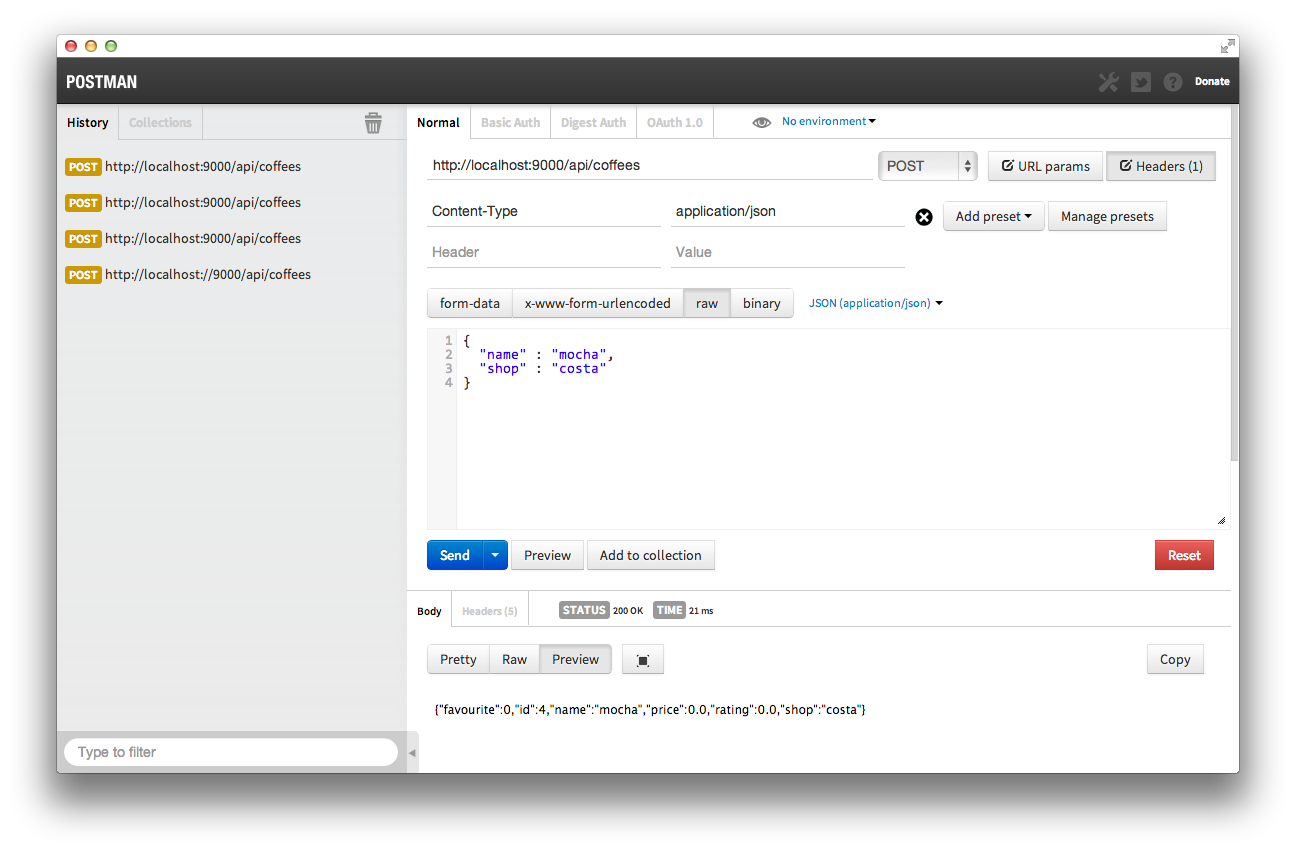 POSTMAN
Donate
History
Collections
POST http://localhost:9000/api/coffees
POST http://localhost:9000/api/coffees
POST http://localhost:9000/api/coffees
POST http://localhost://9000/api/coffees
Type to filter
Normal Basic Auth Digest Auth OAuth 1.0 No environment
http://localhost:9000/api/coffees POST URL params Headers (1)
Content-Type application/json Add preset Manage presets
Header Value
form-data x-www-form-urlencoded raw binary JSON (application/json)
1 {
2 "name" : "mocha",
3 "shop" : "costa"
4 }
Send Preview Add to collection Reset
Body Headers (5) STATUS 200 OK TIME 21 ms
Pretty Raw Preview Copy
{"favourite":0,"id":4,"name":"mocha","price":0.0,"rating":0.0,"shop":"costa"}